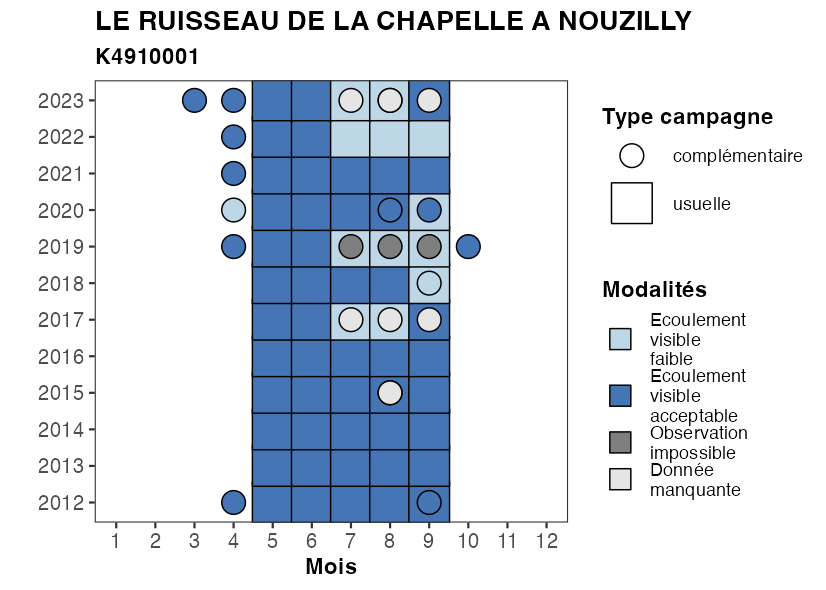 LE RUISSEAU DE LA CHAPELLE A NOUZILLY
K4910001
2023
2022
2021
2020
2019
2018
2017
2016
2015
2014
2013
2012
1 2 3 4 5 6 7 8 9 10 11 12
Mois
Type campagne
complémentaire
usuelle
Modalités
Ecoulement
visible
faible
Ecoulement
visible
acceptable
Observation
impossible
Donnée
manquante